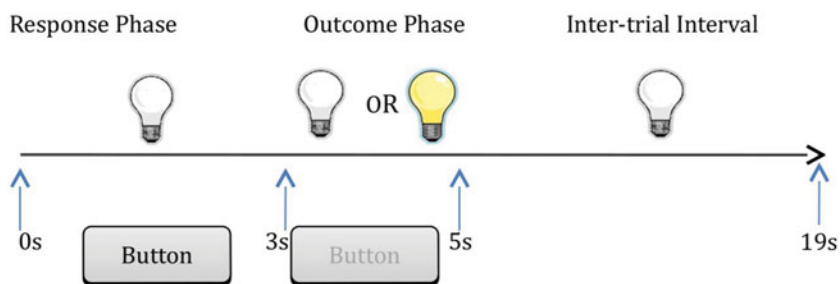 Response Phase Outcome Phase Inter-trial Interval
OR
0s 3s 5s 19s
Button Button